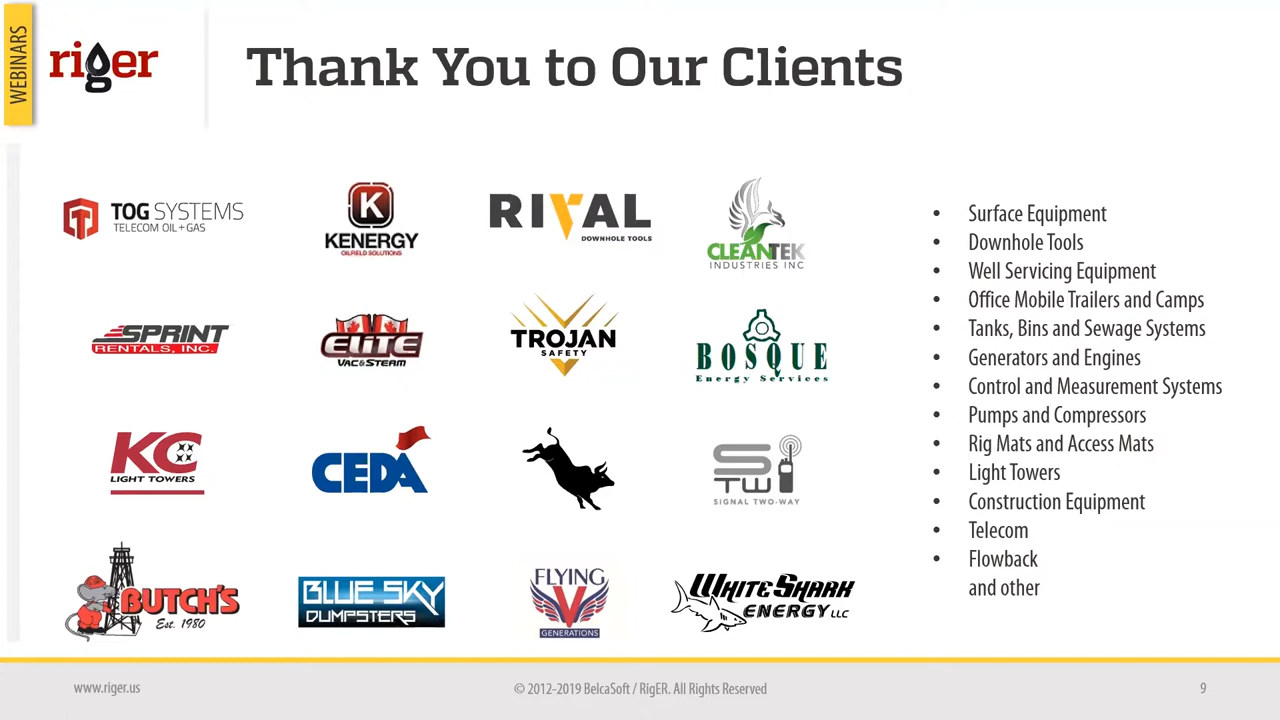 WEBINARS
riger
Thank You to Our Clients
TOG SYSTEMS
TELECOM OIL + GAS
K
KENERGY
OILFIELD SOLUTIONS
RIVAL
DOWNHOLE TOOLS
CLEANTEK
INDUSTRIES INC
SPRINT
RENTALS, INC.
ELITE
VAC & STEAM
TROJAN
SAFETY
BOSQUE
Energy Services
KC
LIGHT TOWERS
CEDA
STW
SIGNAL TWO-WAY
BUTCH'S
Est. 1980
BLUE SKY
DUMPSTERS
FLYING
V
GENERATIONS
WHITE SHARK
ENERGY LLC
• Surface Equipment
• Downhole Tools
• Well Servicing Equipment
• Office Mobile Trailers and Camps
• Tanks, Bins and Sewage Systems
• Generators and Engines
• Control and Measurement Systems
• Pumps and Compressors
• Rig Mats and Access Mats
• Light Towers
• Construction Equipment
• Telecom
• Flowback
and other
www.riger.us
© 2012-2019 BelcaSoft / RigER. All Rights Reserved
9